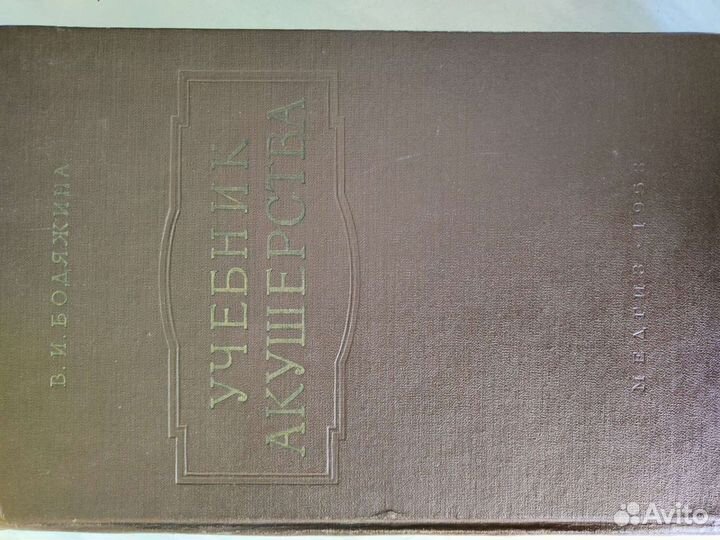 В. И. БОДЯЖИНА
УЧЕБНИК
АКУШЕРСТВА
МЕДГИЗ · 1958
Avito